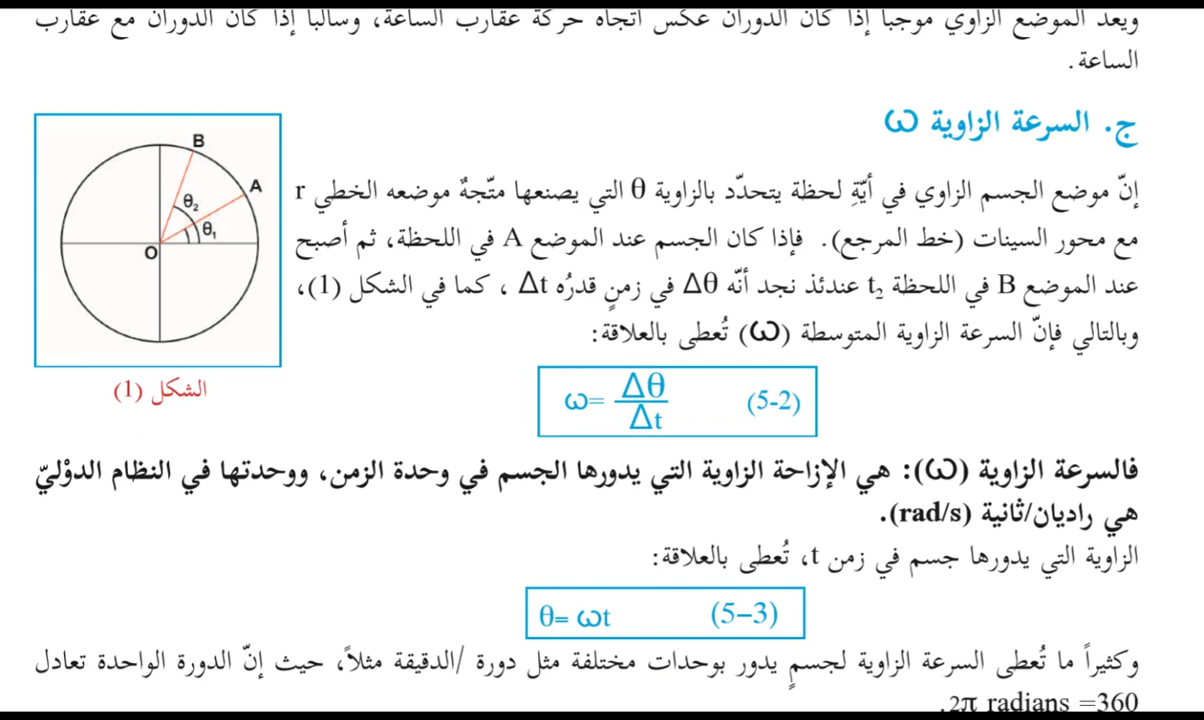 ويعد الموضع الزاوي موجباً إذا كان الدوران عكس اتجاه حركة عقارب الساعة، وسالباً إذا كان الدوران مع عقارب
الساعة.
ج. السرعة الزاوية ω
إنّ موضع الجسم الزاوي في أيّةِ لحظة يتحدّد بالزاوية θ التي يصنعها متّجهُ موضعه الخطي r
مع محور السينات (خط المرجع). فإذا كان الجسم عند الموضع A في اللحظة، ثم أصبح
عند الموضع B في اللحظة t₂ عندئذ نجد أنّه Δθ في زمنٍ قدرُه Δt ، كما في الشكل (1)،
وبالتالي فإنّ السرعة الزاوية المتوسطة (ω) تُعطى بالعلاقة:
B
A
θ₂
θ₁
O
الشكل (1)
ω= Δθ/Δt (5-2)
فالسرعة الزاوية (ω): هي الإزاحة الزاوية التي يدورها الجسم في وحدة الزمن، ووحدتها في النظام الدوْليّ
هي راديان/ثانية (rad/s).
الزاوية التي يدورها جسم في زمن t، تُعطى بالعلاقة:
θ= ωt (5–3)
وكثيراً ما تُعطى السرعة الزاوية لجسمٍ يدور بوحدات مختلفة مثل دورة /الدقيقة مثلاً، حيث إنّ الدورة الواحدة تعادل
2π radians =360.